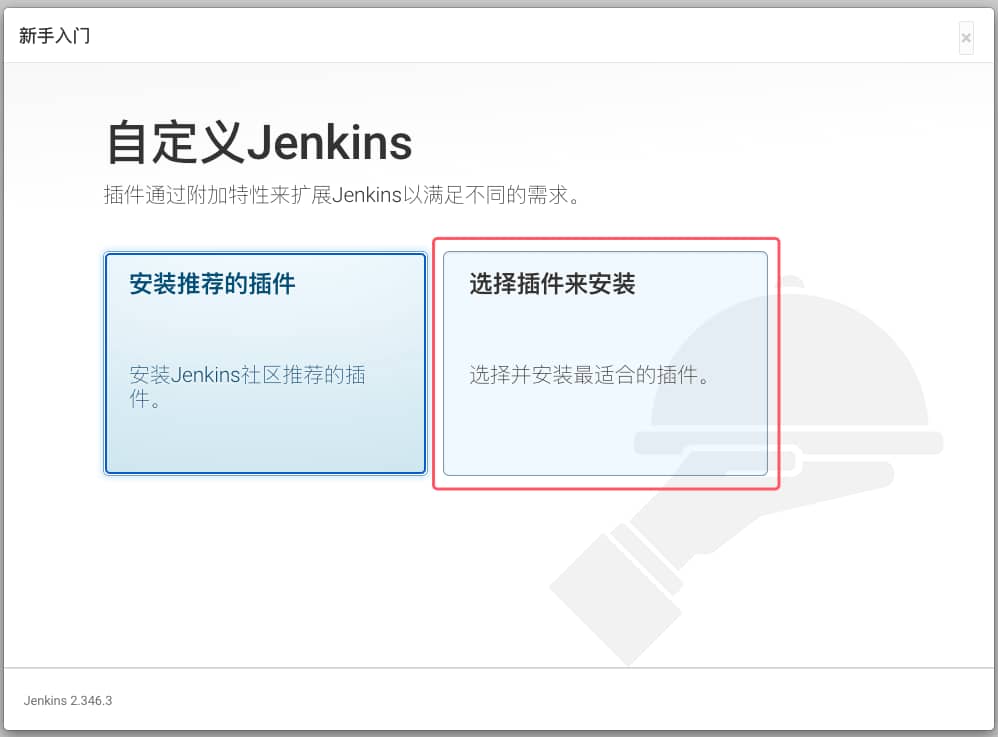 新手入门
×
自定义Jenkins
插件通过附加特性来扩展Jenkins以满足不同的需求。
安装推荐的插件
安装Jenkins社区推荐的插
件。
选择插件来安装
选择并安装最适合的插件。
Jenkins 2.346.3